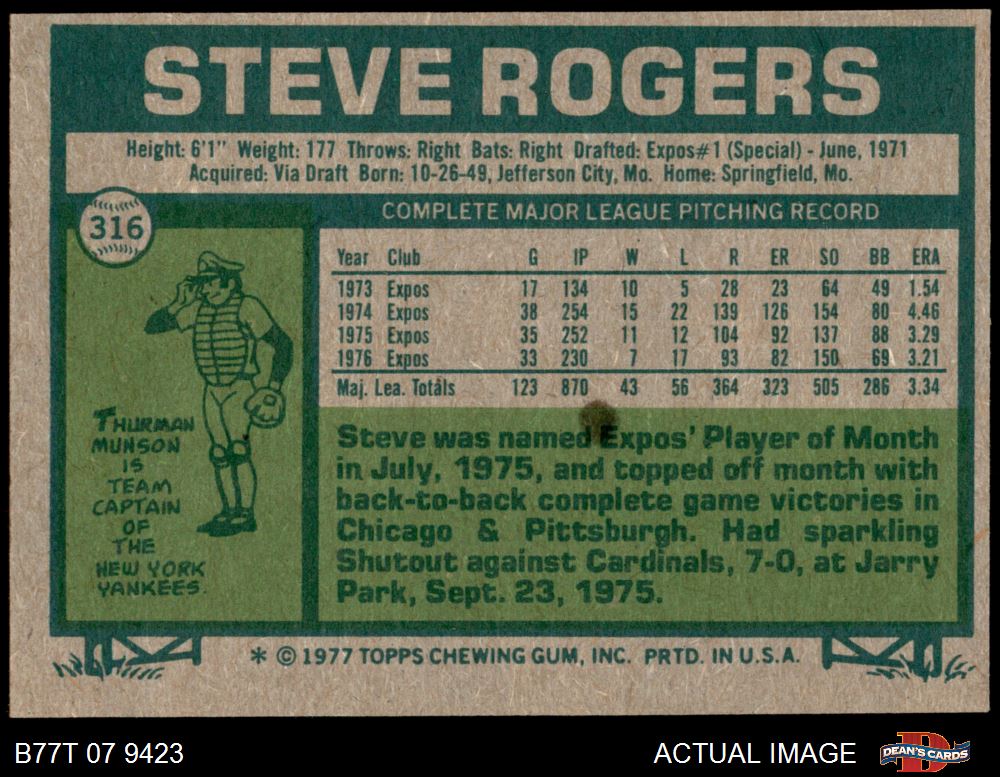 STEVE ROGERS
Height: 6'1" Weight: 177 Throws: Right Bats: Right Drafted: Expos#1 (Special) - June, 1971
Acquired: Via Draft Born: 10-26-49, Jefferson City, Mo. Home: Springfield, Mo.
316
COMPLETE MAJOR LEAGUE PITCHING RECORD
Year Club G IP W L R ER SO BB ERA
1973 Expos 17 134 10 5 28 23 64 49 1.54
1974 Expos 38 254 15 22 139 126 154 80 4.46
1975 Expos 35 252 11 12 104 92 137 88 3.29
1976 Expos 33 230 7 17 93 82 150 69 3.21
Maj. Lea. Totals 123 870 43 56 364 323 505 286 3.34
THURMAN
MUNSON
IS
TEAM
CAPTAIN
OF
THE
NEW YORK
YANKEES.
Steve was named Expos' Player of Month
in July, 1975, and topped off month with
back-to-back complete game victories in
Chicago & Pittsburgh. Had sparkling
Shutout against Cardinals, 7-0, at Jarry
Park, Sept. 23, 1975.
* © 1977 TOPPS CHEWING GUM, INC. PRTD. IN U.S.A.
B77T 07 9423
ACTUAL IMAGE
D
DEAN'S CARDS